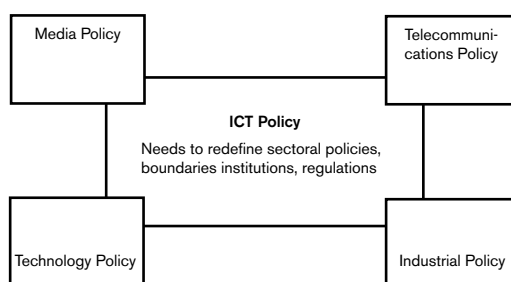 Media Policy
Telecommuni-
cations Policy
ICT Policy
Needs to redefine sectoral policies,
boundaries institutions, regulations
Technology Policy
Industrial Policy